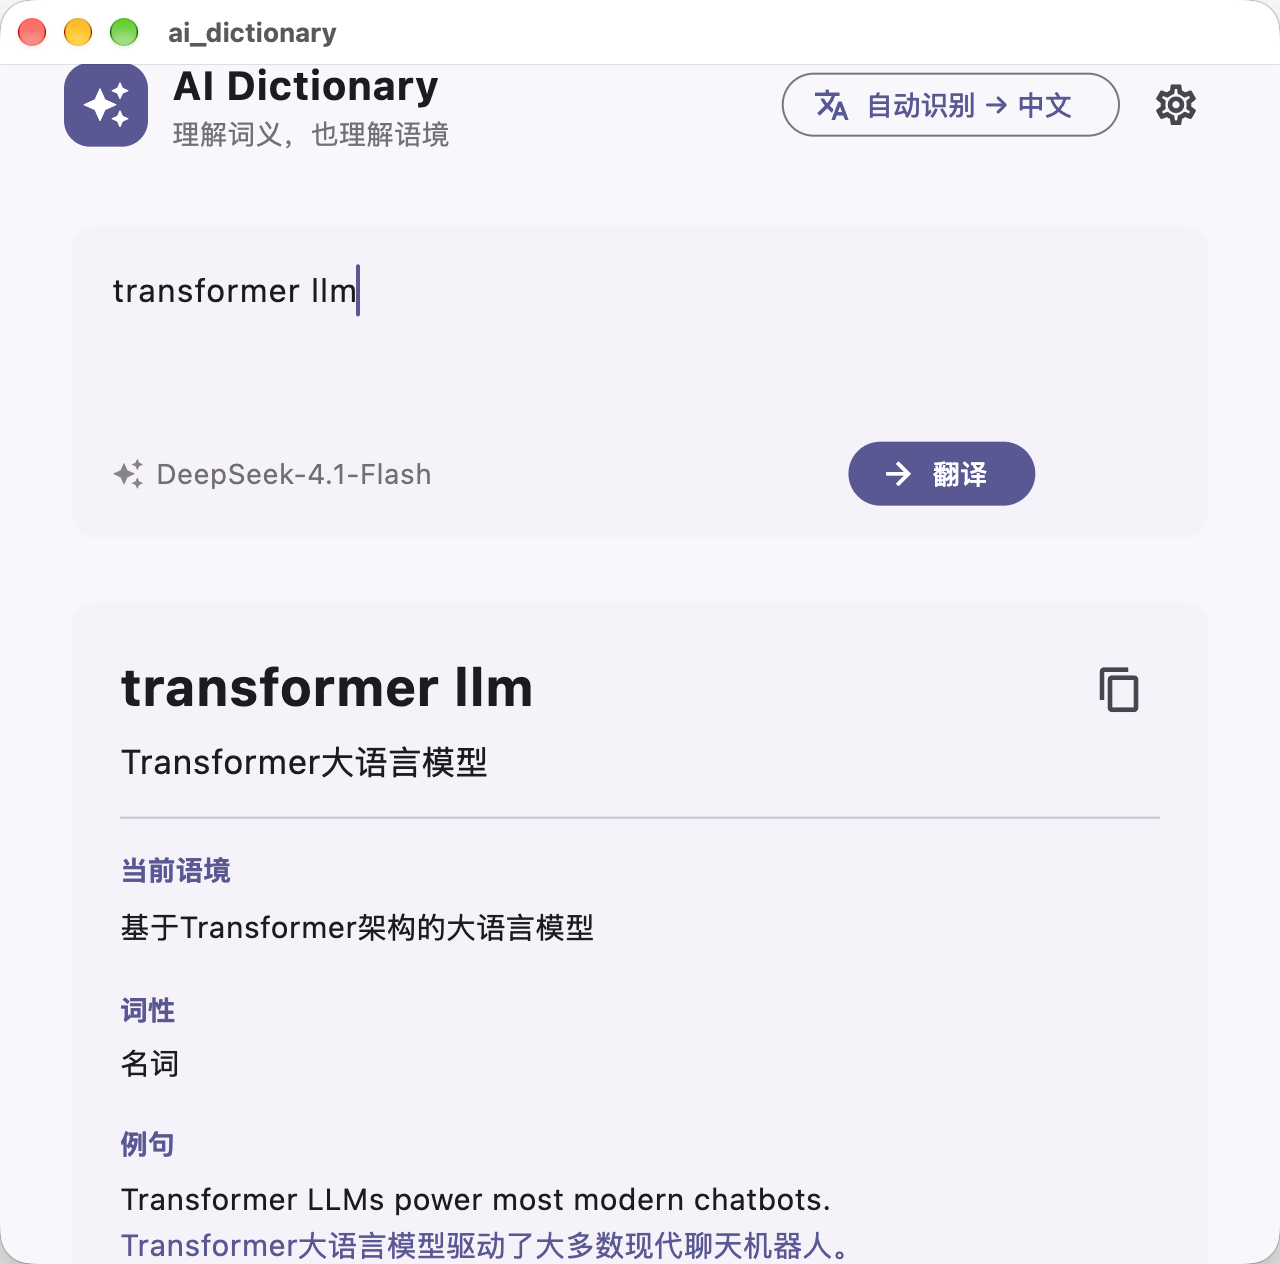 ai_dictionary
AI Dictionary
理解词义，也理解语境
自动识别 → 中文
transformer llm
DeepSeek-4.1-Flash
→ 翻译
transformer llm
Transformer大语言模型
当前语境
基于Transformer架构的大语言模型
词性
名词
例句
Transformer LLMs power most modern chatbots.
Transformer大语言模型驱动了大多数现代聊天机器人。